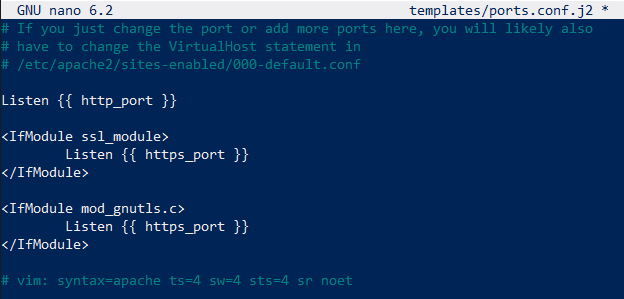 GNU nano 6.2 templates/ports.conf.j2 *
# If you just change the port or add more ports here, you will likely also
# have to change the VirtualHost statement in
# /etc/apache2/sites-enabled/000-default.conf
Listen {{ http_port }}
<IfModule ssl_module>
        Listen {{ https_port }}
</IfModule>
<IfModule mod_gnutls.c>
        Listen {{ https_port }}
</IfModule>
# vim: syntax=apache ts=4 sw=4 sts=4 sr noet